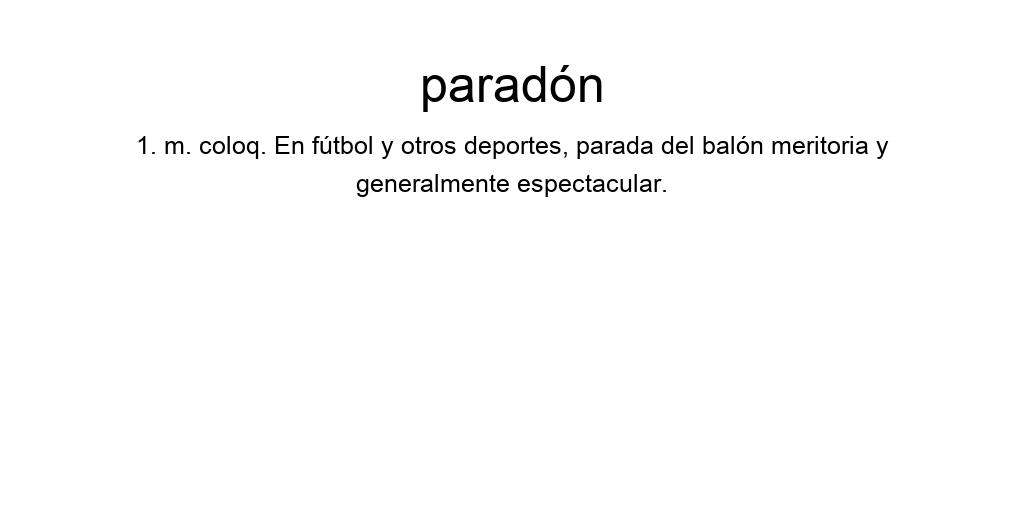 paradón
1. m. coloq. En fútbol y otros deportes, parada del balón meritoria y
generalmente espectacular.